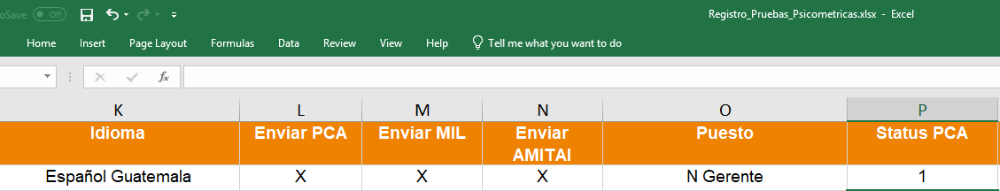 oSave Off Registro_Pruebas_Psicometricas.xlsx - Excel
Home Insert Page Layout Formulas Data Review View Help Tell me what you want to do
fx
K L M N O P
Idioma Enviar PCA Enviar MIL Enviar AMITAI Puesto Status PCA
Español Guatemala X X X N Gerente 1